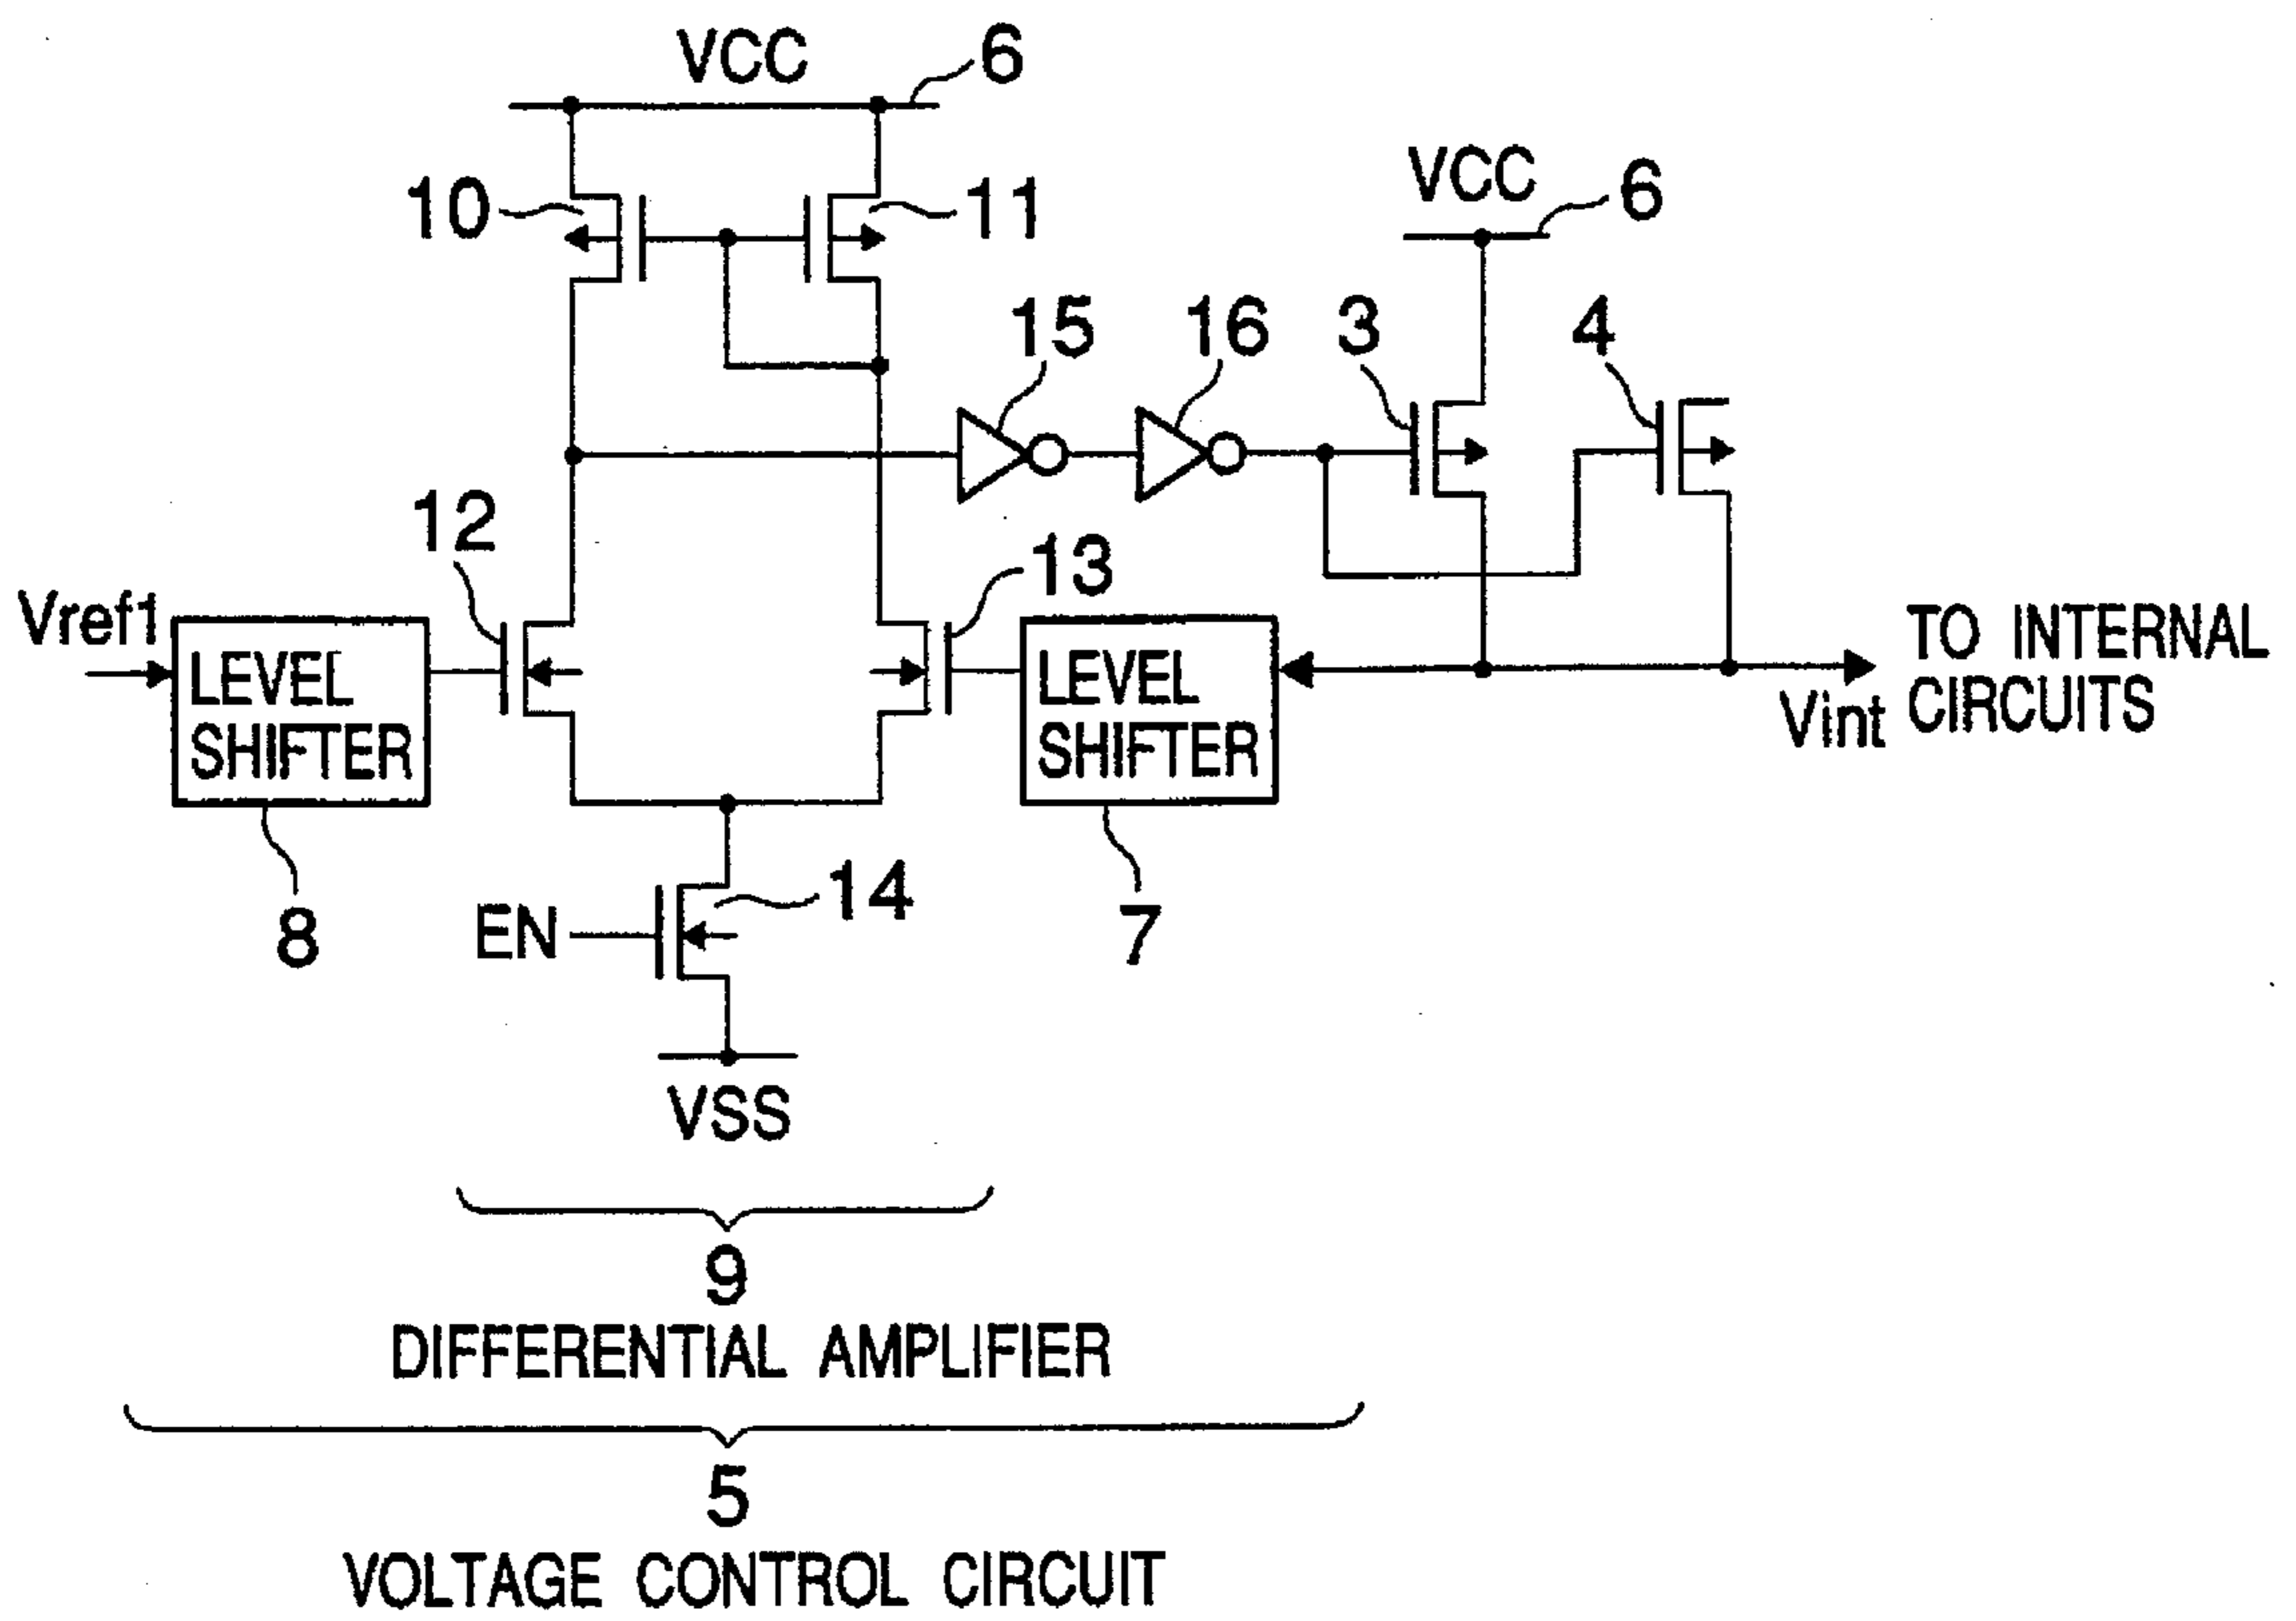 VCC
6
VCC
6
10
11
15
16
3
4
12
13
Vref1
LEVEL
SHIFTER
LEVEL
SHIFTER
TO INTERNAL
CIRCUITS
Vint
8
EN
14
7
VSS
9
DIFFERENTIAL AMPLIFIER
5
VOLTAGE CONTROL CIRCUIT